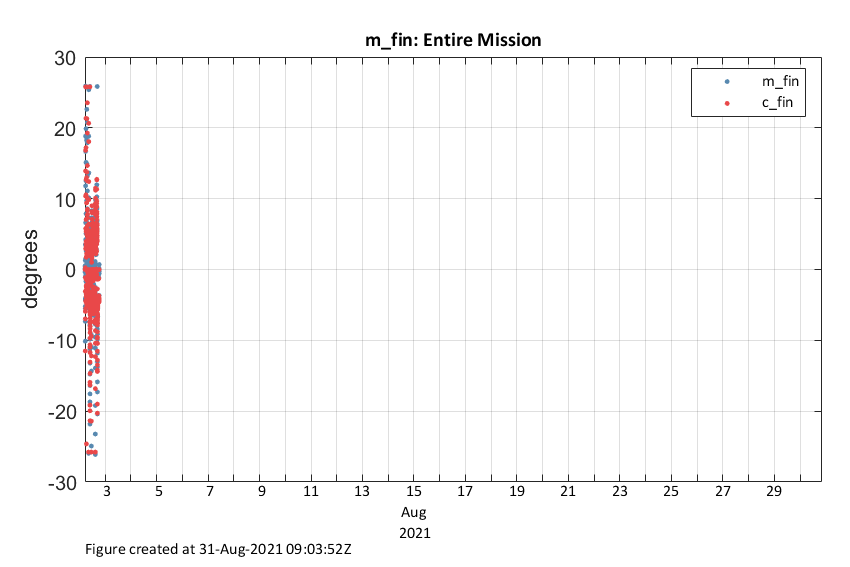 m_fin: Entire Mission
30
20
10
0
-10
-20
-30
degrees
m_fin
c_fin
3 5 7 9 11 13 15 17 19 21 23 25 27 29
Aug
2021
Figure created at 31-Aug-2021 09:03:52Z